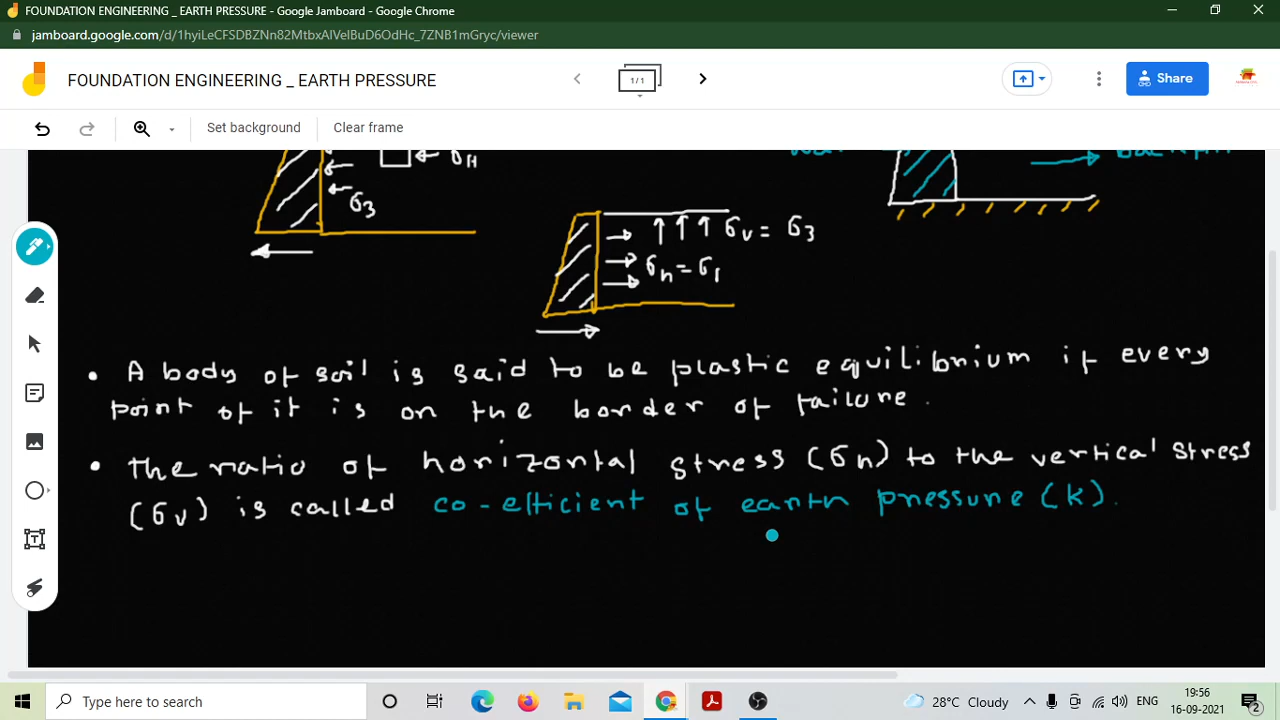 FOUNDATION ENGINEERING _ EARTH PRESSURE - Google Jamboard - Google Chrome
jamboard.google.com/d/1hyiLeCFSDBZNn82MtbxAlVelBuD6OdHc_7ZNB1mGryc/viewer
FOUNDATION ENGINEERING _ EARTH PRESSURE
1/1
Share
Set background
Clear frame
σH
σ3
σv = σ3
σh = σ1
• A body of soil is said to be plastic equilibrium if every
point of it is on the border of failure.
• The ratio of horizontal stress (σh) to the vertical stress
(σv) is called co-efficient of earth pressure (k).
Type here to search
28°C Cloudy
ENG
19:56
16-09-2021
2